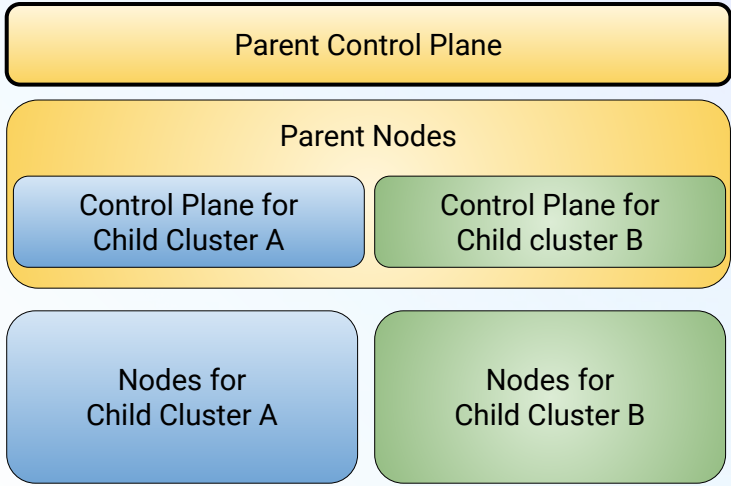 Parent Control Plane
Parent Nodes
Control Plane for
Child Cluster A
Control Plane for
Child cluster B
Nodes for
Child Cluster A
Nodes for
Child Cluster B